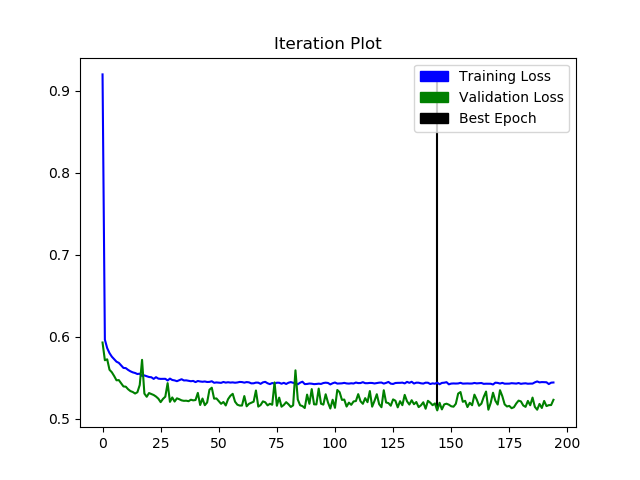 Iteration Plot
Training Loss
Validation Loss
Best Epoch
0.9
0.8
0.7
0.6
0.5
0 25 50 75 100 125 150 175 200